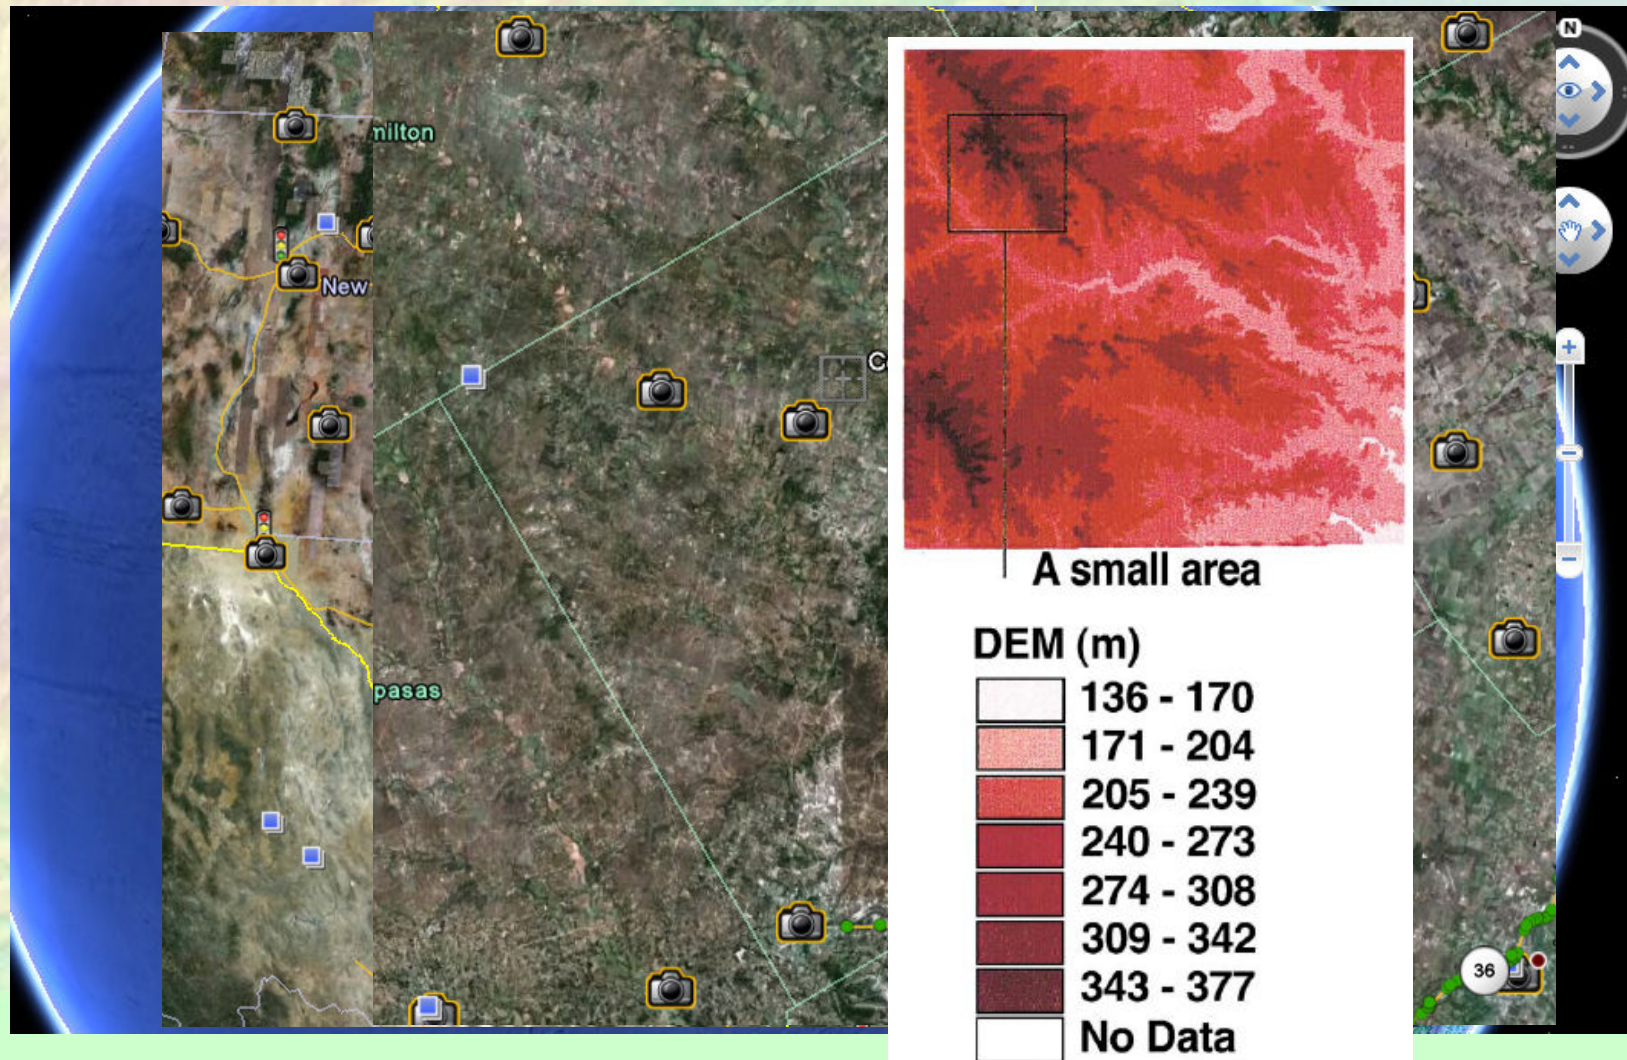 N
milton
New
C
A small area
DEM (m)
136 - 170
171 - 204
205 - 239
240 - 273
274 - 308
309 - 342
343 - 377
No Data
pasas
36